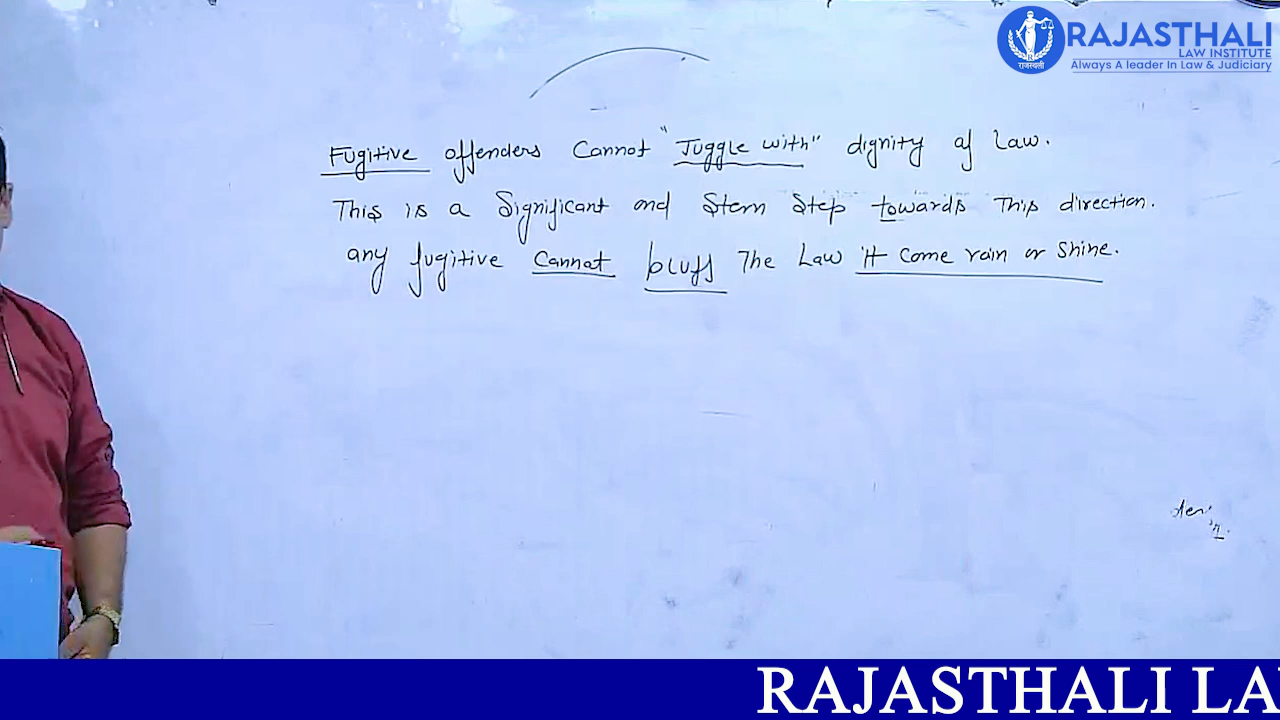 RAJASTHALI
LAW INSTITUTE
Always A leader In Law & Judiciary
राजस्थली
Fugitive offenders Cannot "Juggle with" dignity of Law.
This is a Significant and Stern Step towards This direction.
any fugitive Cannot bluff The Law it come rain or shine.
RAJASTHALI LA